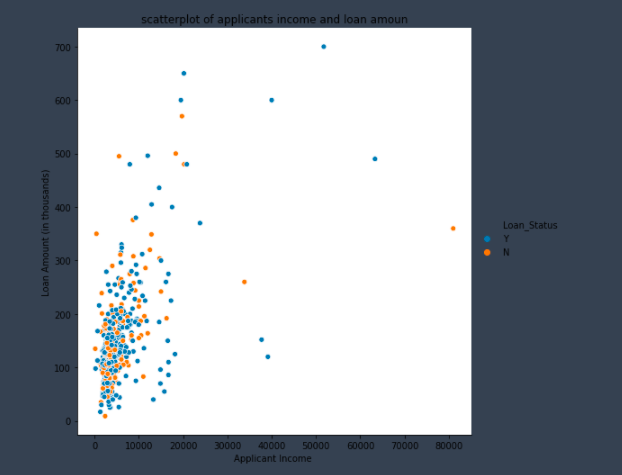 scatterplot of applicants income and loan amoun
700
600
500
400
300
200
100
0
Loan Amount (in thousands)
0 10000 20000 30000 40000 50000 60000 70000 80000
Applicant Income
Loan_Status
Y
N